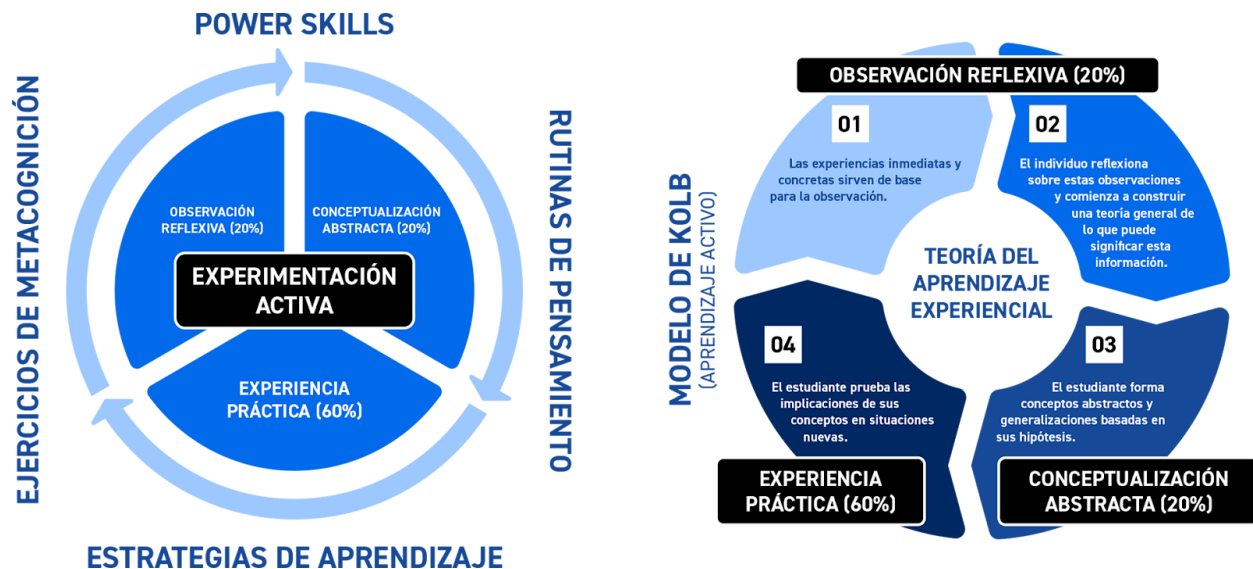 POWER SKILLS
EJERCICIOS DE METACOGNICIÓN
RUTINAS DE PENSAMIENTO
OBSERVACIÓN
REFLEXIVA (20%)
CONCEPTUALIZACIÓN
ABSTRACTA (20%)
EXPERIMENTACIÓN
ACTIVA
EXPERIENCIA
PRÁCTICA (60%)
ESTRATEGIAS DE APRENDIZAJE
MODELO DE KOLB
(APRENDIZAJE ACTIVO)
OBSERVACIÓN REFLEXIVA (20%)
01
Las experiencias inmediatas y
concretas sirven de base
para la observación.
02
El individuo reflexiona
sobre estas observaciones
y comienza a construir
una teoría general de
lo que puede
significar esta
información.
TEORÍA DEL
APRENDIZAJE
EXPERIENCIAL
04
El estudiante prueba las
implicaciones de sus
conceptos en situaciones
nuevas.
03
El estudiante forma
conceptos abstractos y
generalizaciones basadas en
sus hipótesis.
EXPERIENCIA
PRÁCTICA (60%)
CONCEPTUALIZACIÓN
ABSTRACTA (20%)